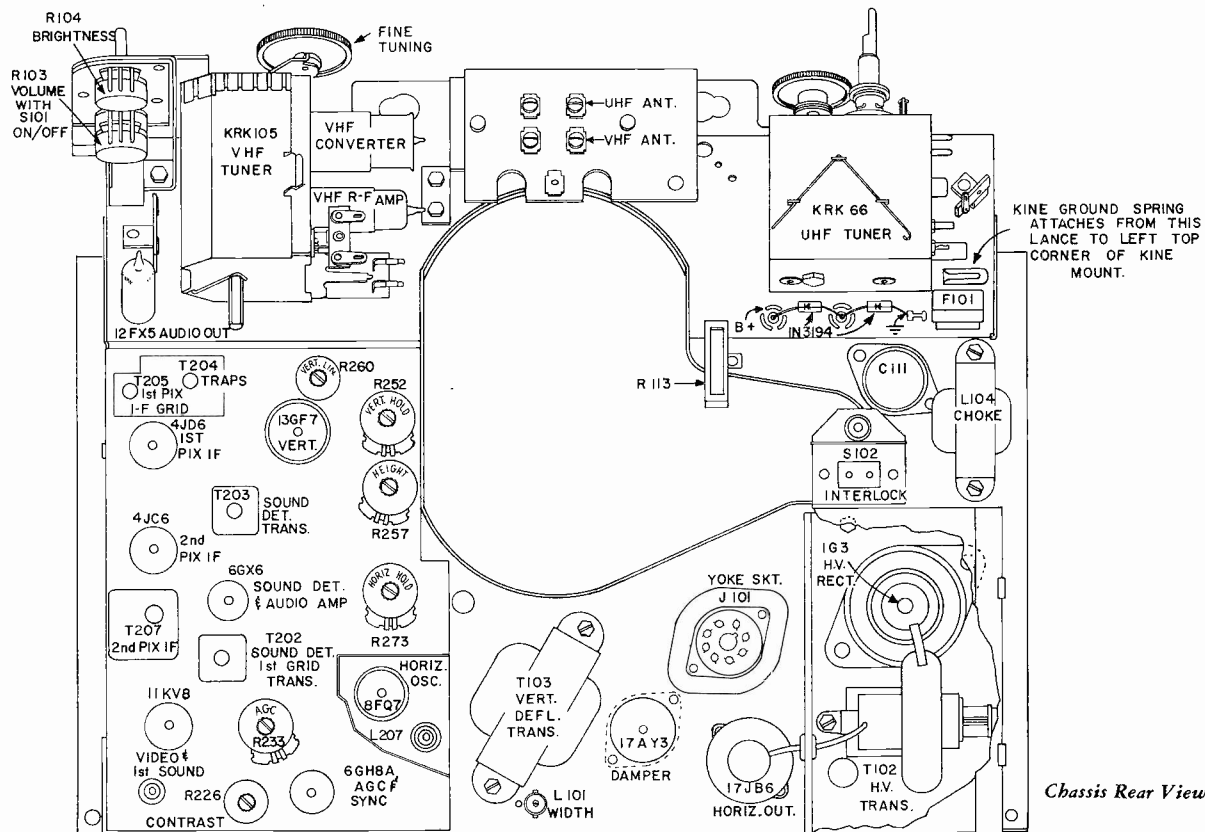 R104
BRIGHTNESS
R103
VOLUME
WITH
S101
ON/OFF
FINE
TUNING
KRK105
VHF
TUNER
VHF
CONVERTER
VHF R-F AMP
UHF ANT.
VHF ANT.
KRK 66
UHF TUNER
KINE GROUND SPRING
ATTACHES FROM THIS
LANCE TO LEFT TOP
CORNER OF KINE
MOUNT.
F101
B+
IN3194
12FX5 AUDIO OUT
T204
TRAPS
T205
1st PIX
I-F GRID
VERT. LIN.
R260
R252
VERT HOLD
13GF7
VERT.
4JD6
1ST
PIX IF
HEIGHT
R257
T203
SOUND
DET.
TRANS.
4JC6
2nd
PIX IF
6GX6
SOUND DET.
& AUDIO AMP
HORIZ HOLD
R273
T207
2nd PIX IF
T202
SOUND DET.
1st GRID
TRANS.
HORIZ.
OSC.
8FQ7
L207
11KV8
VIDEO &
1st SOUND
AGC
R233
R226
CONTRAST
6GH8A
AGC &
SYNC
R113
C111
L104
CHOKE
S102
INTERLOCK
1G3
H.V.
RECT.
YOKE SKT.
J101
T103
VERT.
DEFL.
TRANS.
17AY3
DAMPER
L101
WIDTH
17JB6
HORIZ. OUT.
T102
H.V.
TRANS.
Chassis Rear View